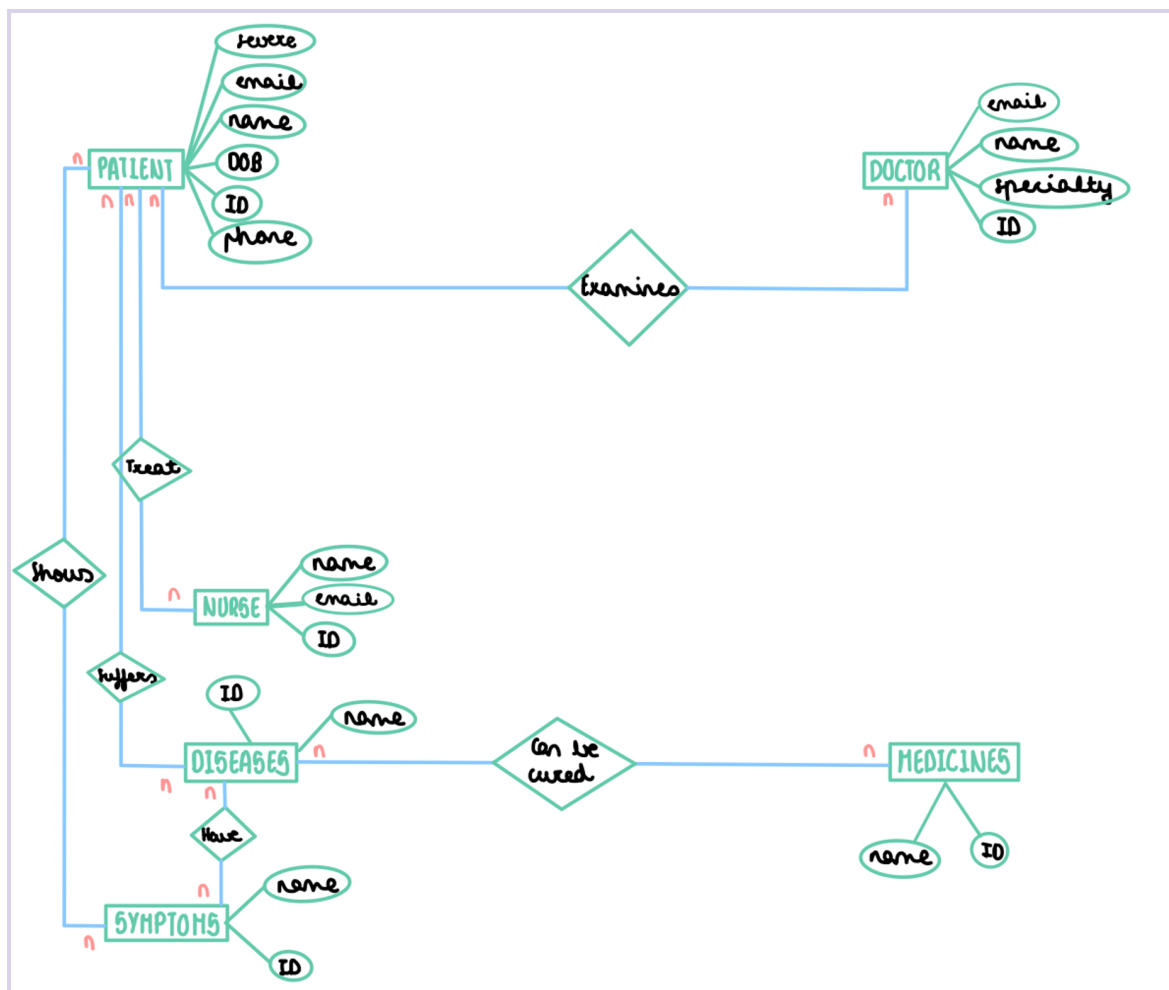 severe
email
name
DOB
ID
phone
PATIENT
n
n
n
n
email
name
specialty
ID
DOCTOR
n
Examines
Treat
Shows
name
email
ID
NURSE
n
Suffers
ID
name
DISEASES
n
n
n
Can be
cured
n
MEDICINES
name
ID
Have
n
name
SYMPTOMS
n
ID